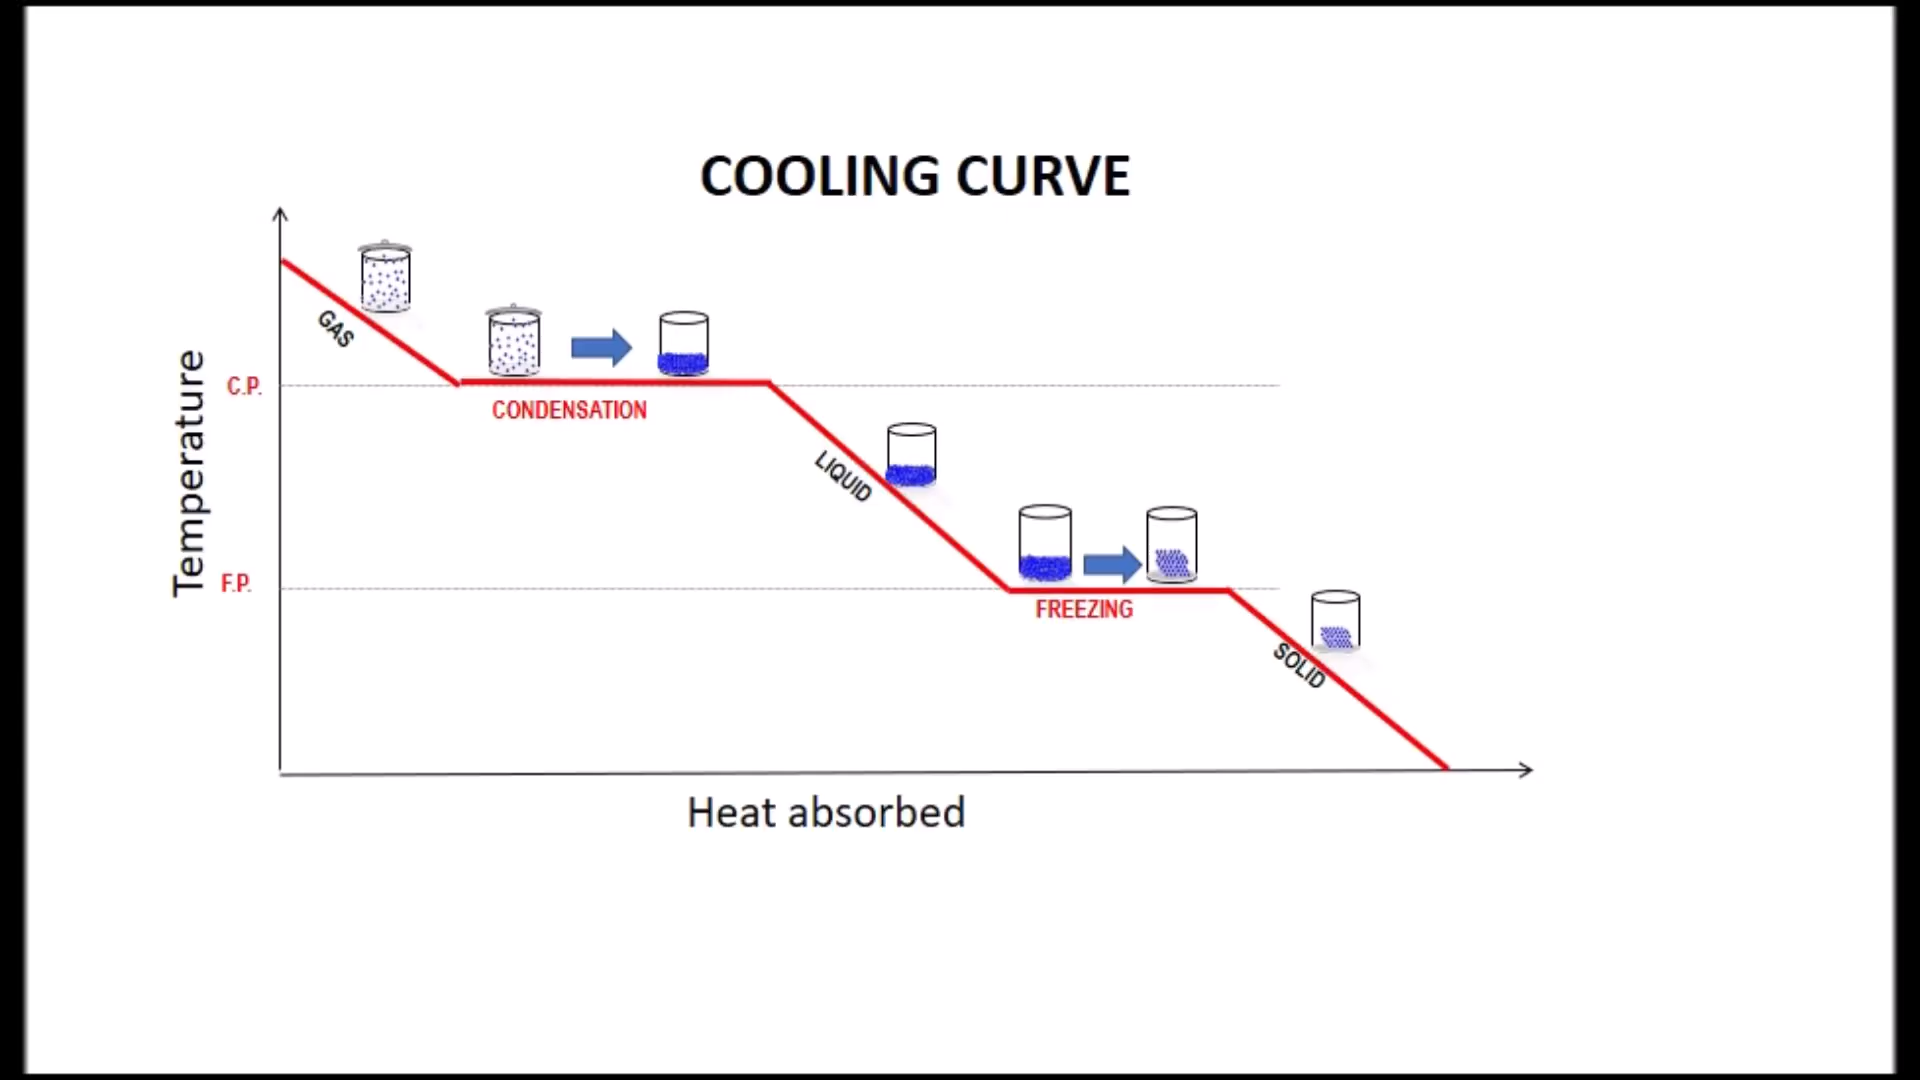 COOLING CURVE
GAS
C.P.
CONDENSATION
Temperature
LIQUID
F.P.
FREEZING
SOLID
Heat absorbed